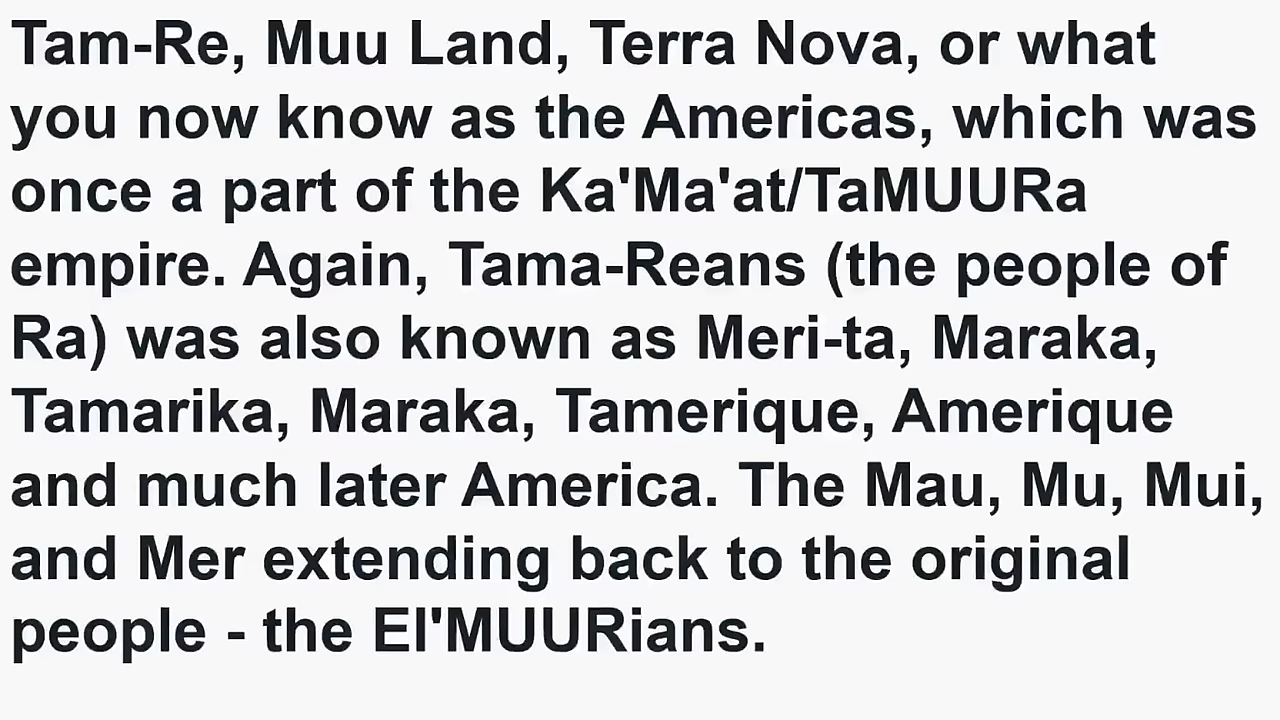 Tam-Re, Muu Land, Terra Nova, or what
you now know as the Americas, which was
once a part of the Ka'Ma'at/TaMUURa
empire. Again, Tama-Reans (the people of
Ra) was also known as Meri-ta, Maraka,
Tamarika, Maraka, Tamerique, Amerique
and much later America. The Mau, Mu, Mui,
and Mer extending back to the original
people - the El'MUURians.